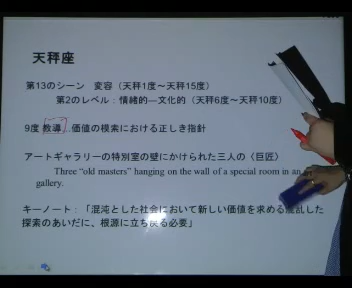 天秤座
第13のシーン　変容（天秤1度～天秤15度）
第2のレベル：情緒的―文化的（天秤6度～天秤10度）
9度 教導…価値の模索における正しき指針
アートギャラリーの特別室の壁にかけられた三人の〈巨匠〉
Three “old masters” hanging on the wall of a special room in an
gallery.
キーノート：「混沌とした社会において新しい価値を求める混乱した
探索のあいだに、根源に立ち戻る必要」